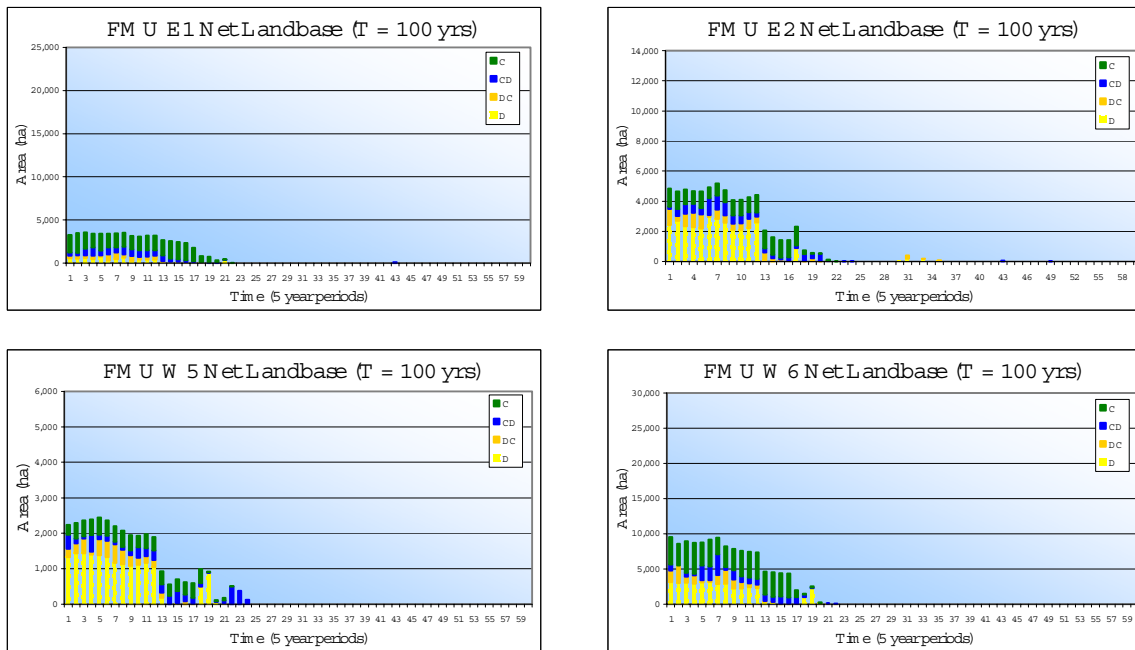 FMU E1 Net Landbase (T = 100 yrs)
25,000
20,000
15,000
10,000
5,000
0
Area (ha)
C
CD
DC
D
1 3 5 7 9 11 13 15 17 19 21 23 25 27 29 31 33 35 37 39 41 43 45 47 49 51 53 55 57 59
Time (5 year periods)
FMU E2 Net Landbase (T = 100 yrs)
14,000
12,000
10,000
8,000
6,000
4,000
2,000
0
Area (ha)
C
CD
DC
D
1 4 7 10 13 16 19 22 25 28 31 34 37 40 43 46 49 52 55 58
Time (5 year periods)
FMU W5 Net Landbase (T = 100 yrs)
6,000
5,000
4,000
3,000
2,000
1,000
0
Area (ha)
C
CD
DC
D
1 3 5 7 9 11 13 15 17 19 21 23 25 27 29 31 33 35 37 39 41 43 45 47 49 51 53 55 57 59
Time (5 year periods)
FMU W6 Net Landbase (T = 100 yrs)
30,000
25,000
20,000
15,000
10,000
5,000
0
Area (ha)
C
CD
DC
D
1 3 5 7 9 11 13 15 17 19 21 23 25 27 29 31 33 35 37 39 41 43 45 47 49 51 53 55 57 59
Time (5 year periods)